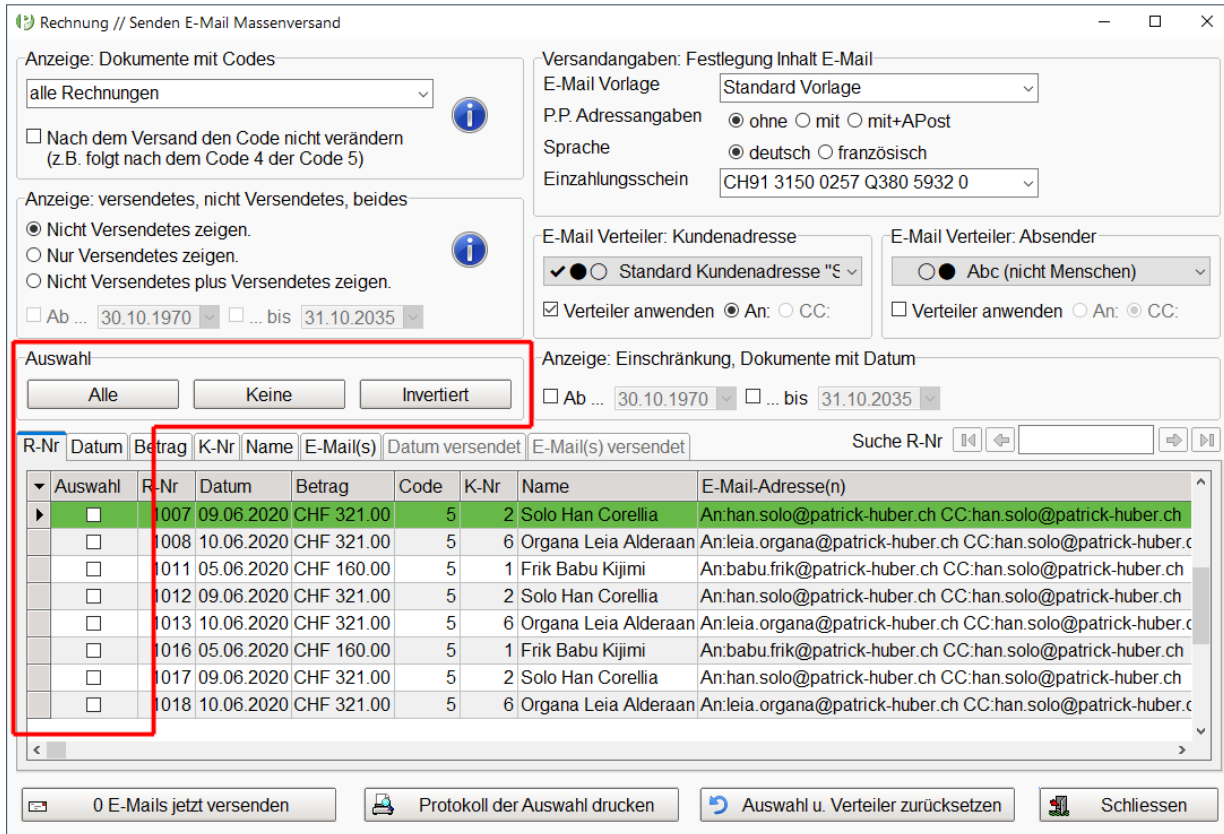 Rechnung // Senden E-Mail Massenversand
Anzeige: Dokumente mit Codes
alle Rechnungen
Nach dem Versand den Code nicht verändern
(z.B. folgt nach dem Code 4 der Code 5)
Versandangaben: Festlegung Inhalt E-Mail
E-Mail Vorlage Standard Vorlage
P.P. Adressangaben ohne mit mit+APost
Sprache deutsch französisch
Einzahlungsschein CH91 3150 0257 Q380 5932 0
Anzeige: versendetes, nicht Versendetes, beides
Nicht Versendetes zeigen.
Nur Versendetes zeigen.
Nicht Versendetes plus Versendetes zeigen.
Ab ... 30.10.1970 ... bis 31.10.2035
E-Mail Verteiler: Kundenadresse
Standard Kundenadresse "S
Verteiler anwenden An: CC:
E-Mail Verteiler: Absender
Abc (nicht Menschen)
Verteiler anwenden An: CC:
Auswahl
Alle Keine Invertiert
Anzeige: Einschränkung, Dokumente mit Datum
Ab ... 30.10.1970 ... bis 31.10.2035
R-Nr Datum Betrag K-Nr Name E-Mail(s) Datum versendet E-Mail(s) versendet Suche R-Nr
Auswahl R-Nr Datum Betrag Code K-Nr Name E-Mail-Adresse(n)
1007 09.06.2020 CHF 321.00 5 2 Solo Han Corellia An:han.solo@patrick-huber.ch CC:han.solo@patrick-huber.ch
1008 10.06.2020 CHF 321.00 5 6 Organa Leia Alderaan An:leia.organa@patrick-huber.ch CC:han.solo@patrick-huber.c
1011 05.06.2020 CHF 160.00 5 1 Frik Babu Kijimi An:babu.frik@patrick-huber.ch CC:han.solo@patrick-huber.ch
1012 09.06.2020 CHF 321.00 5 2 Solo Han Corellia An:han.solo@patrick-huber.ch CC:han.solo@patrick-huber.ch
1013 10.06.2020 CHF 321.00 5 6 Organa Leia Alderaan An:leia.organa@patrick-huber.ch CC:han.solo@patrick-huber.c
1016 05.06.2020 CHF 160.00 5 1 Frik Babu Kijimi An:babu.frik@patrick-huber.ch CC:han.solo@patrick-huber.ch
1017 09.06.2020 CHF 321.00 5 2 Solo Han Corellia An:han.solo@patrick-huber.ch CC:han.solo@patrick-huber.ch
1018 10.06.2020 CHF 321.00 5 6 Organa Leia Alderaan An:leia.organa@patrick-huber.ch CC:han.solo@patrick-huber.c
0 E-Mails jetzt versenden Protokoll der Auswahl drucken Auswahl u. Verteiler zurücksetzen Schliessen